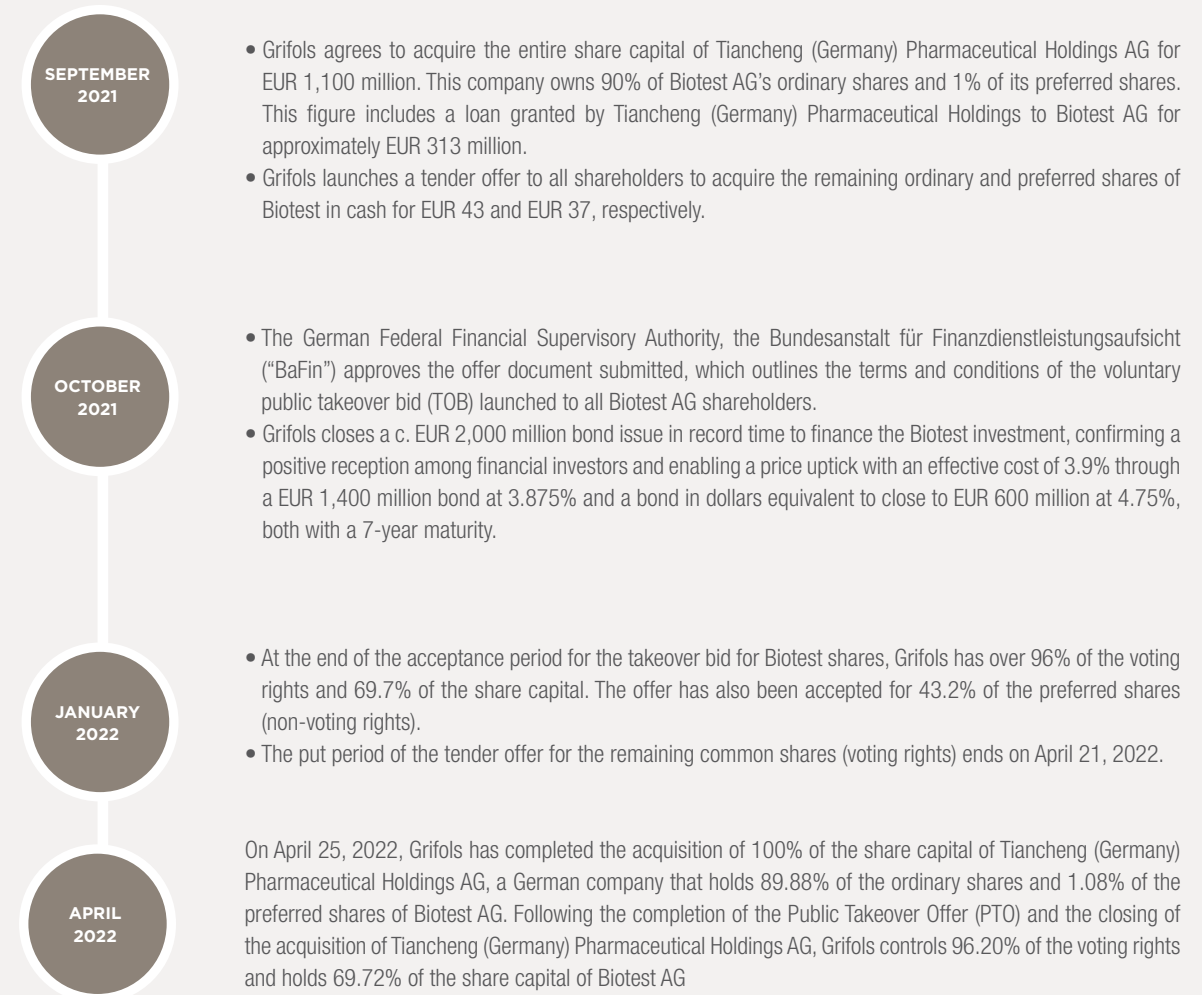 SEPTEMBER
2021
• Grifols agrees to acquire the entire share capital of Tiancheng (Germany) Pharmaceutical Holdings AG for
EUR 1,100 million. This company owns 90% of Biotest AG’s ordinary shares and 1% of its preferred shares.
This figure includes a loan granted by Tiancheng (Germany) Pharmaceutical Holdings to Biotest AG for
approximately EUR 313 million.
• Grifols launches a tender offer to all shareholders to acquire the remaining ordinary and preferred shares of
Biotest in cash for EUR 43 and EUR 37, respectively.
OCTOBER
2021
• The German Federal Financial Supervisory Authority, the Bundesanstalt für Finanzdienstleistungsaufsicht
(“BaFin”) approves the offer document submitted, which outlines the terms and conditions of the voluntary
public takeover bid (TOB) launched to all Biotest AG shareholders.
• Grifols closes a c. EUR 2,000 million bond issue in record time to finance the Biotest investment, confirming a
positive reception among financial investors and enabling a price uptick with an effective cost of 3.9% through
a EUR 1,400 million bond at 3.875% and a bond in dollars equivalent to close to EUR 600 million at 4.75%,
both with a 7-year maturity.
JANUARY
2022
• At the end of the acceptance period for the takeover bid for Biotest shares, Grifols has over 96% of the voting
rights and 69.7% of the share capital. The offer has also been accepted for 43.2% of the preferred shares
(non-voting rights).
• The put period of the tender offer for the remaining common shares (voting rights) ends on April 21, 2022.
APRIL
2022
On April 25, 2022, Grifols has completed the acquisition of 100% of the share capital of Tiancheng (Germany)
Pharmaceutical Holdings AG, a German company that holds 89.88% of the ordinary shares and 1.08% of the
preferred shares of Biotest AG. Following the completion of the Public Takeover Offer (PTO) and the closing of
the acquisition of Tiancheng (Germany) Pharmaceutical Holdings AG, Grifols controls 96.20% of the voting rights
and holds 69.72% of the share capital of Biotest AG